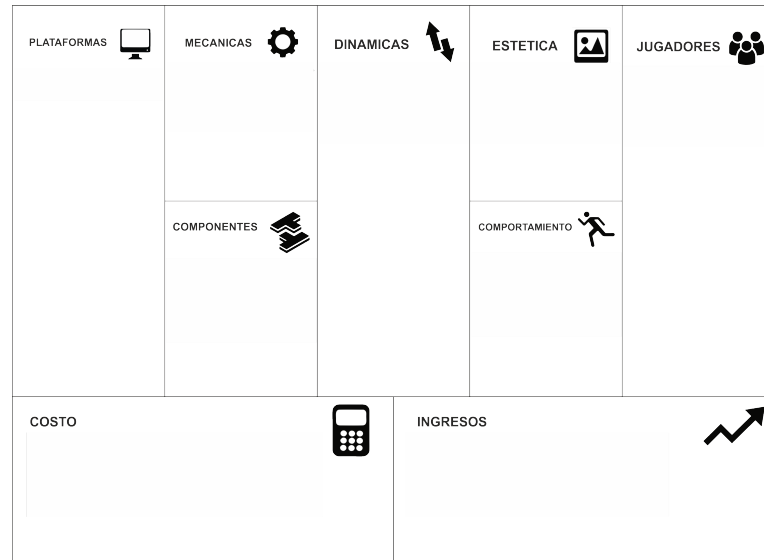 PLATAFORMAS
MECANICAS
DINAMICAS
ESTETICA
JUGADORES
COMPONENTES
COMPORTAMIENTO
COSTO
INGRESOS